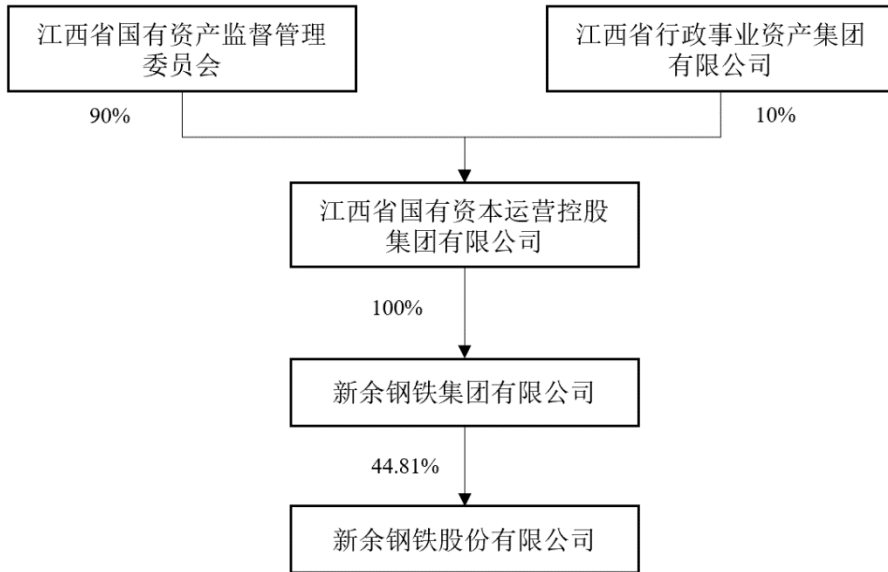 江西省国有资产监督管理
委员会
江西省行政事业资产集团
有限公司
90%
10%
江西省国有资本运营控股
集团有限公司
100%
新余钢铁集团有限公司
44.81%
新余钢铁股份有限公司